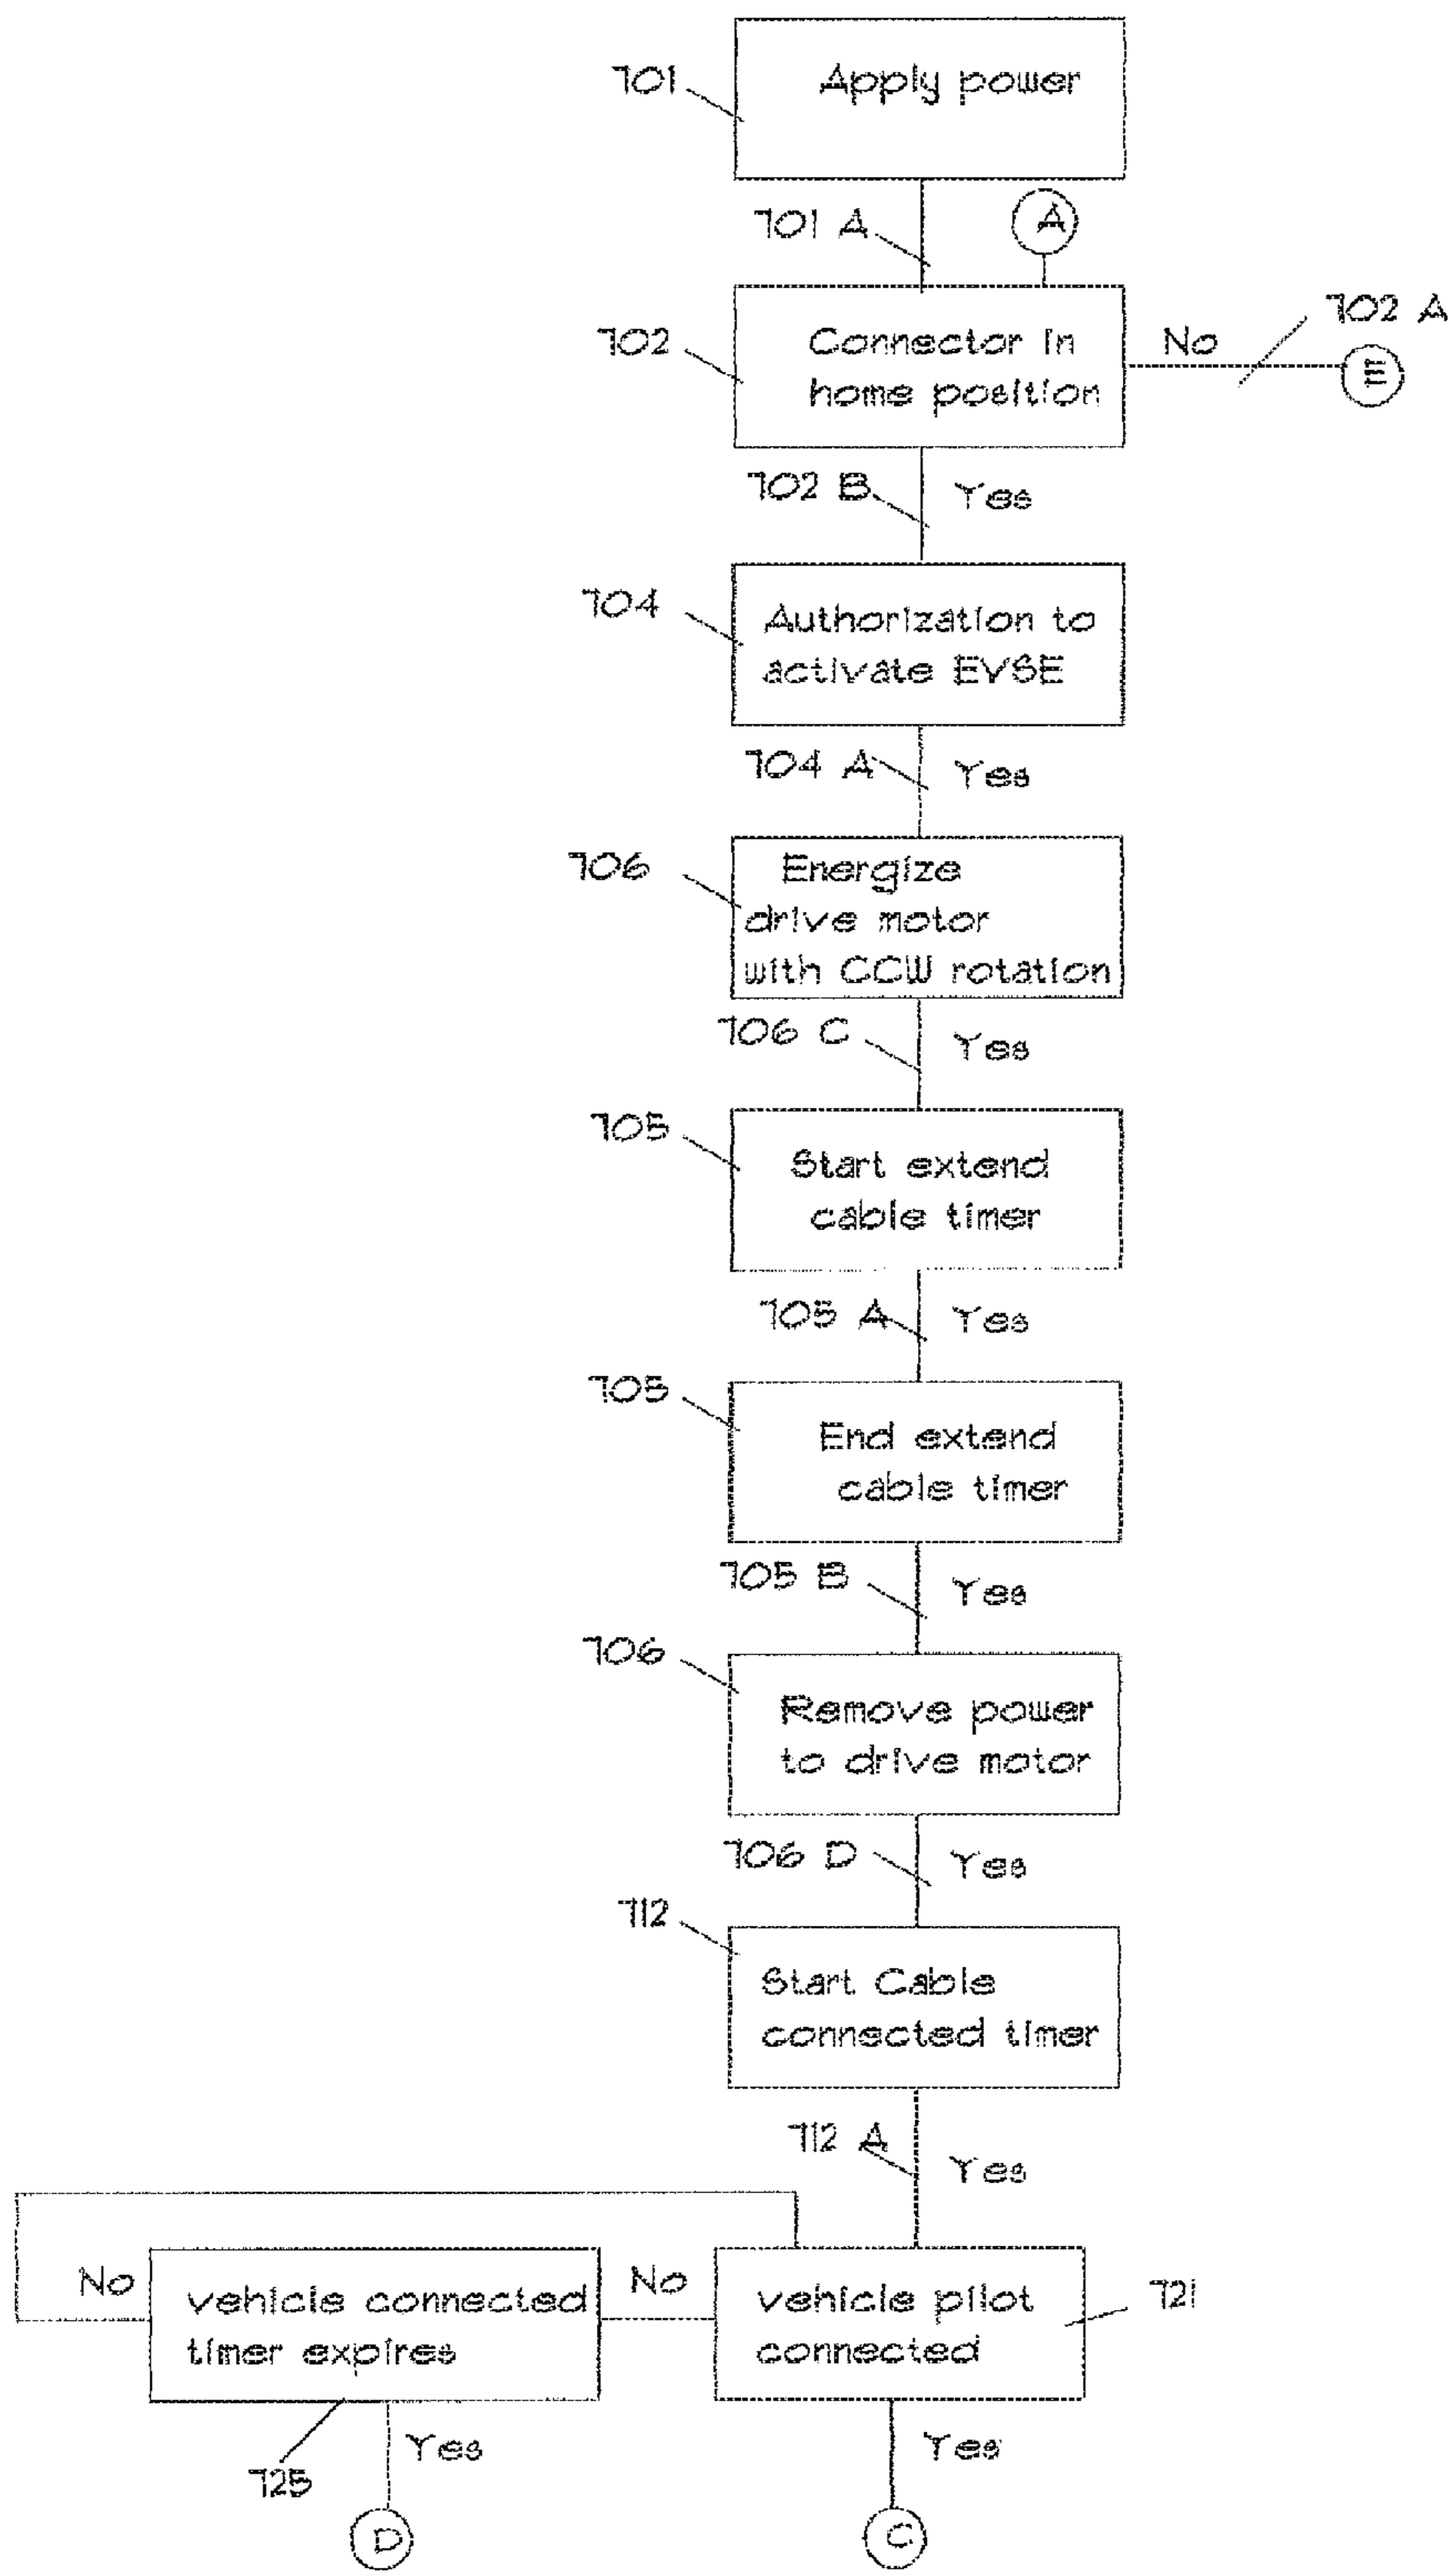 Apply power
701
701 A
A
702
Connector in
home position
No
702 A
E
702 B
Yes
704
Authorization to
activate EVSE
704 A
Yes
706
Energize
drive motor
with CCW rotation
706 C
Yes
705
Start extend
cable timer
705 A
Yes
705
End extend
cable timer
705 B
Yes
706
Remove power
to drive motor
706 D
Yes
712
Start Cable
connected timer
712 A
Yes
No
vehicle connected
timer expires
No
vehicle pilot
connected
721
725
Yes
Yes
D
C